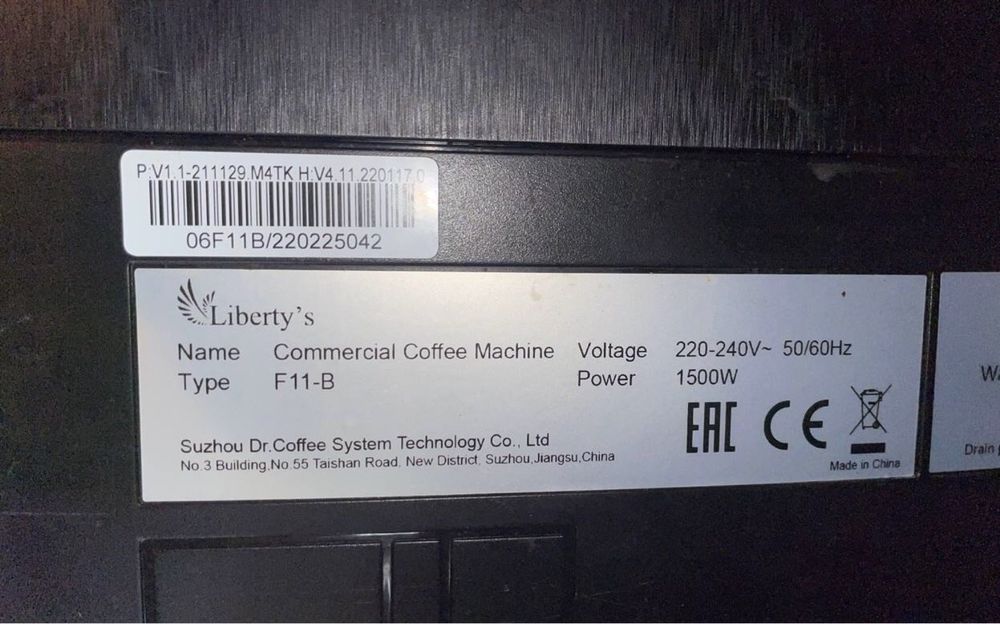 P:V1.1-211129.M4TK H:V4.11.220117.0
06F11B/220225042
Liberty's
Name Commercial Coffee Machine Voltage 220-240V~ 50/60Hz
Type F11-B Power 1500W
EAC CE
Suzhou Dr.Coffee System Technology Co., Ltd
No.3 Building,No.55 Taishan Road, New District, Suzhou,Jiangsu,China
Made in China
Drain